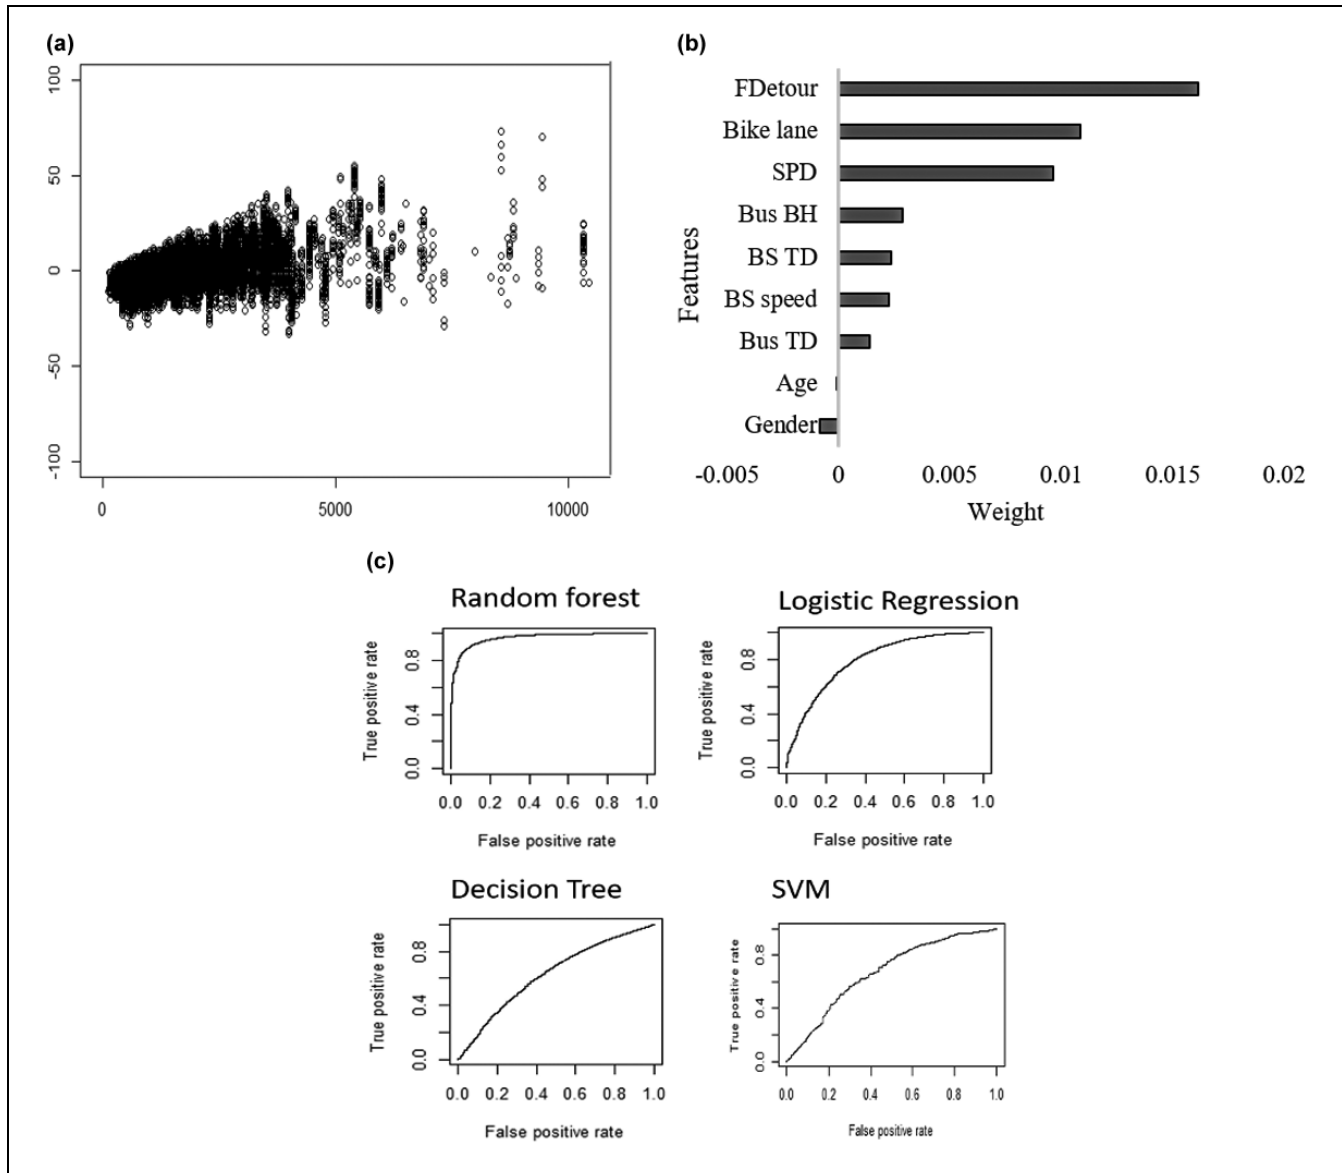 (a)
100
50
0
-50
-100
0 5000 10000
(b)
Features
FDetour
Bike lane
SPD
Bus BH
BS TD
BS speed
Bus TD
Age
Gender
-0.005 0 0.005 0.01 0.015 0.02
Weight
(c)
Random forest
True positive rate
0.8
0.4
0.0
0.0 0.2 0.4 0.6 0.8 1.0
False positive rate
Logistic Regression
True positive rate
0.8
0.4
0.0
0.0 0.2 0.4 0.6 0.8 1.0
False positive rate
Decision Tree
True positive rate
0.8
0.4
0.0
0.0 0.2 0.4 0.6 0.8 1.0
False positive rate
SVM
True positive rate
0.8
0.4
0.0
0.0 0.2 0.4 0.6 0.8 1.0
False positive rate